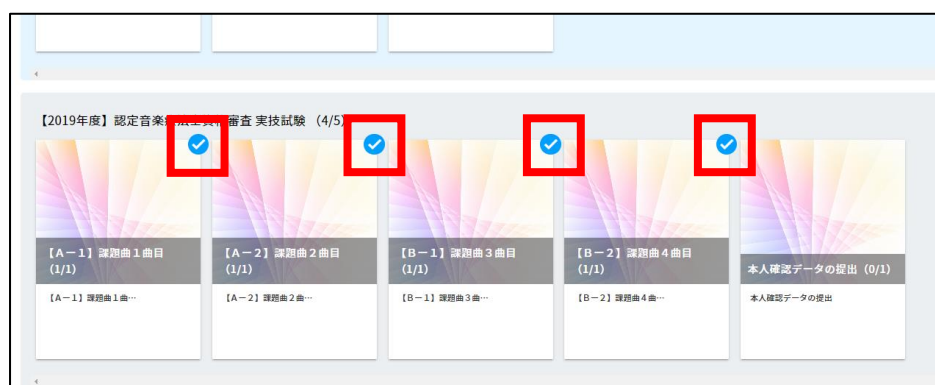 【2019年度】認定音楽 審査 実技試験 （4/5
【A－1】課題曲1曲目
(1/1)
【A－2】課題曲2曲目
(1/1)
【B－1】課題曲3曲目
(1/1)
【B－2】課題曲4曲目
(1/1)
本人確認データの提出（0/1）
【A－1】課題曲1曲…
【A－2】課題曲2曲…
【B－1】課題曲3曲…
【B－2】課題曲4曲…
本人確認データの提出